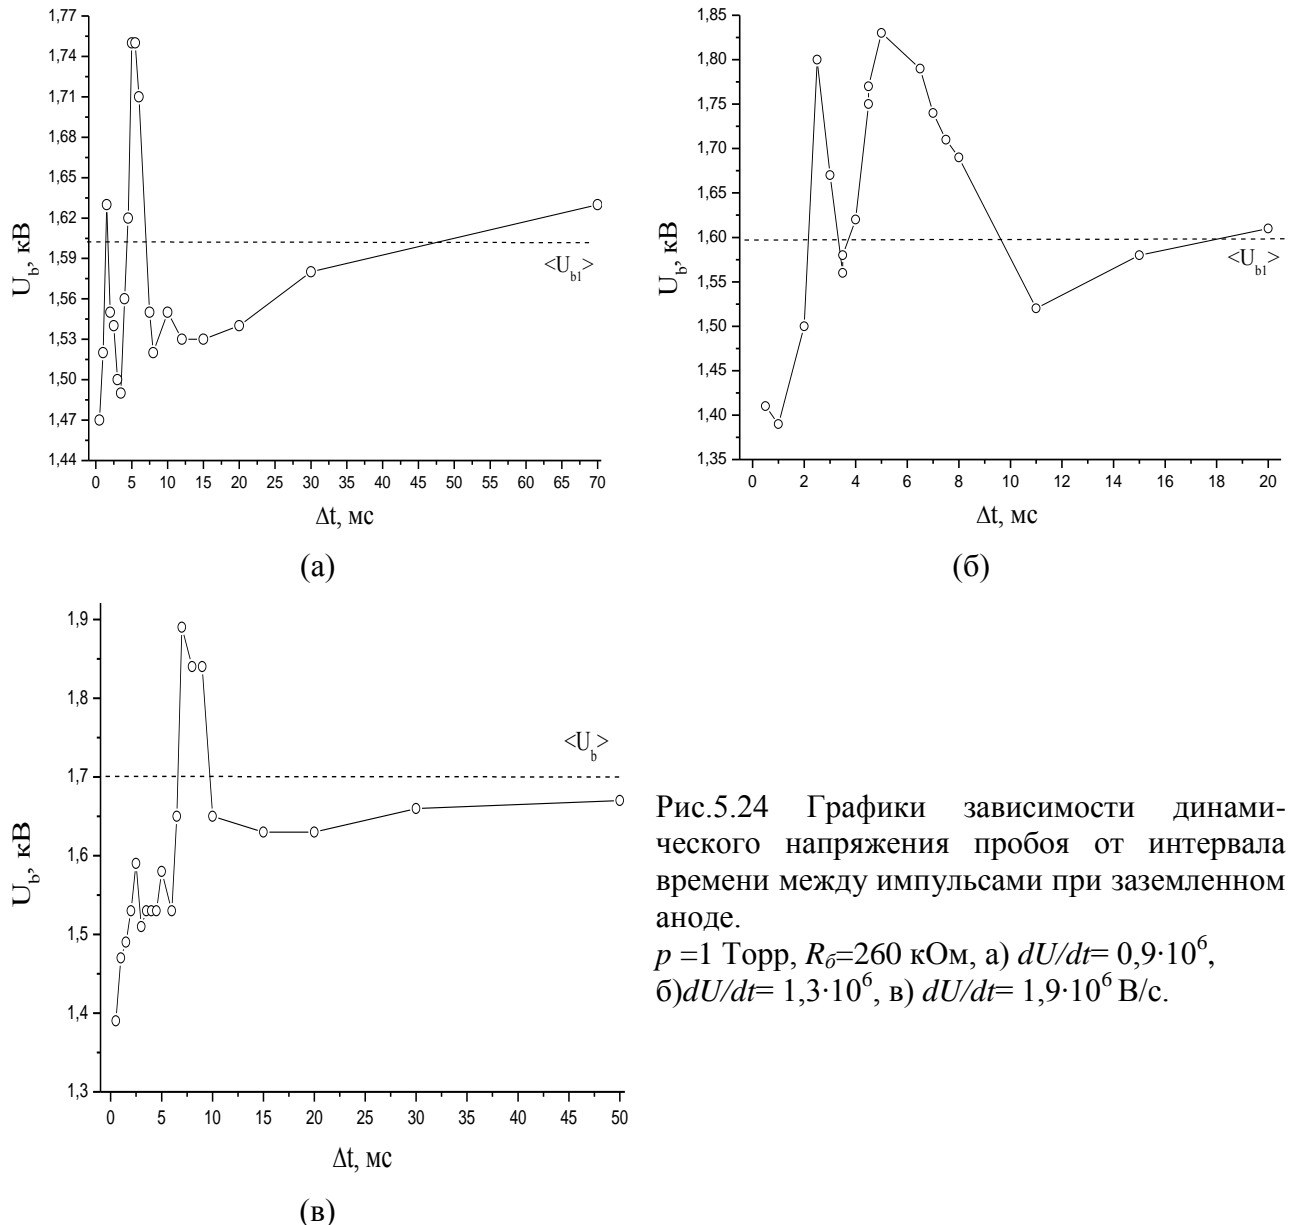 1,77
1,74
1,71
1,68
1,65
1,62
1,59
1,56
1,53
1,50
1,47
1,44
U_b, кВ
<U_b1>
0 5 10 15 20 25 30 35 40 45 50 55 60 65 70
Δt, мс
(а)
1,85
1,80
1,75
1,70
1,65
1,60
1,55
1,50
1,45
1,40
1,35
U_b, кВ
<U_b1>
0 2 4 6 8 10 12 14 16 18 20
Δt, мс
(б)
1,9
1,8
1,7
1,6
1,5
1,4
1,3
U_b, кВ
<U_b>
0 5 10 15 20 25 30 35 40 45 50
Δt, мс
(в)
Рис.5.24 Графики зависимости динами-
ческого напряжения пробоя от интервала
времени между импульсами при заземленном
аноде.
p =1 Торр, Rб=260 кОм, а) dU/dt= 0,9·10⁶,
б)dU/dt= 1,3·10⁶, в) dU/dt= 1,9·10⁶ В/с.